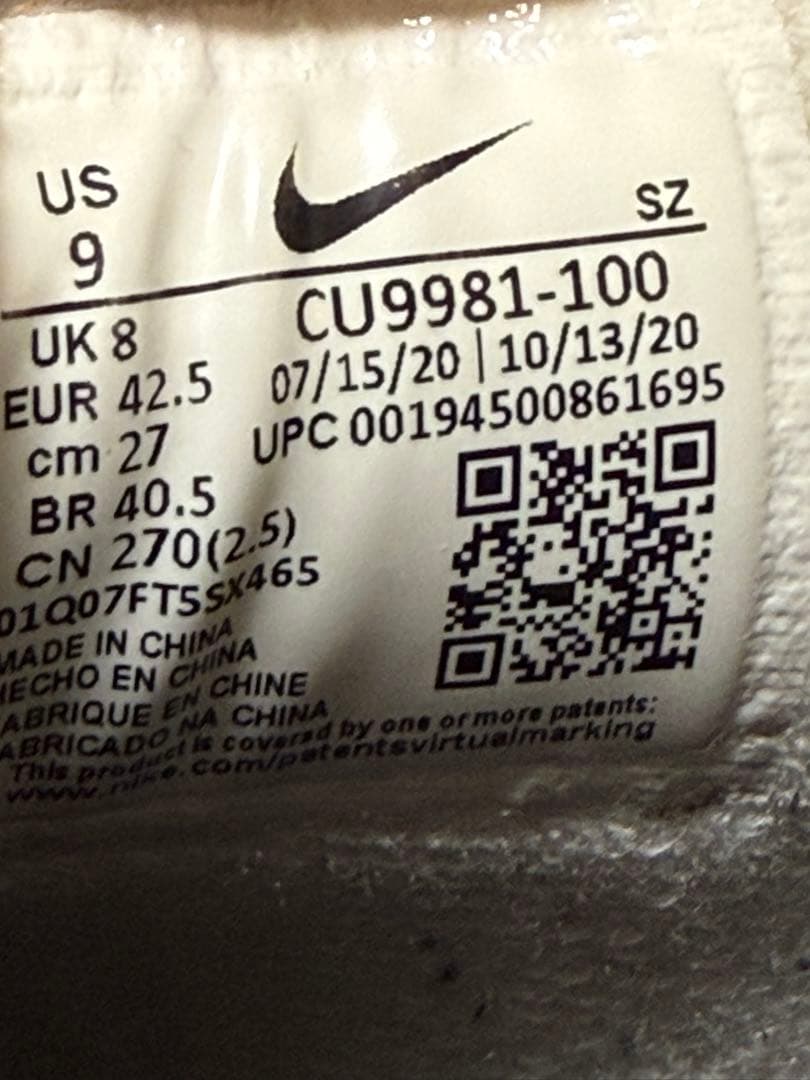 US
9
SZ
UK 8
EUR 42.5
cm 27
BR 40.5
CN 270(2.5)
CU9981-100
07/15/20 | 10/13/20
UPC 00194500861695
01Q07FT5SX465
MADE IN CHINA
HECHO EN CHINA
ABRIQUE EN CHINE
ABRICADO NA CHINA
This product is covered by one or more patents:
www.nike.com/patentsvirtualmarking